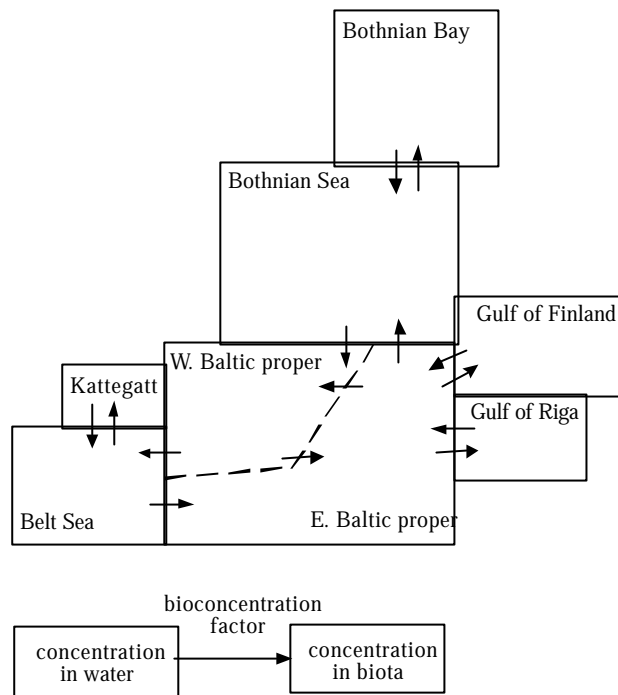 Bothnian Bay
Bothnian Sea
Gulf of Finland
W. Baltic proper
Kattegatt
Gulf of Riga
Belt Sea
E. Baltic proper
bioconcentration
factor
concentration
in water
concentration
in biota